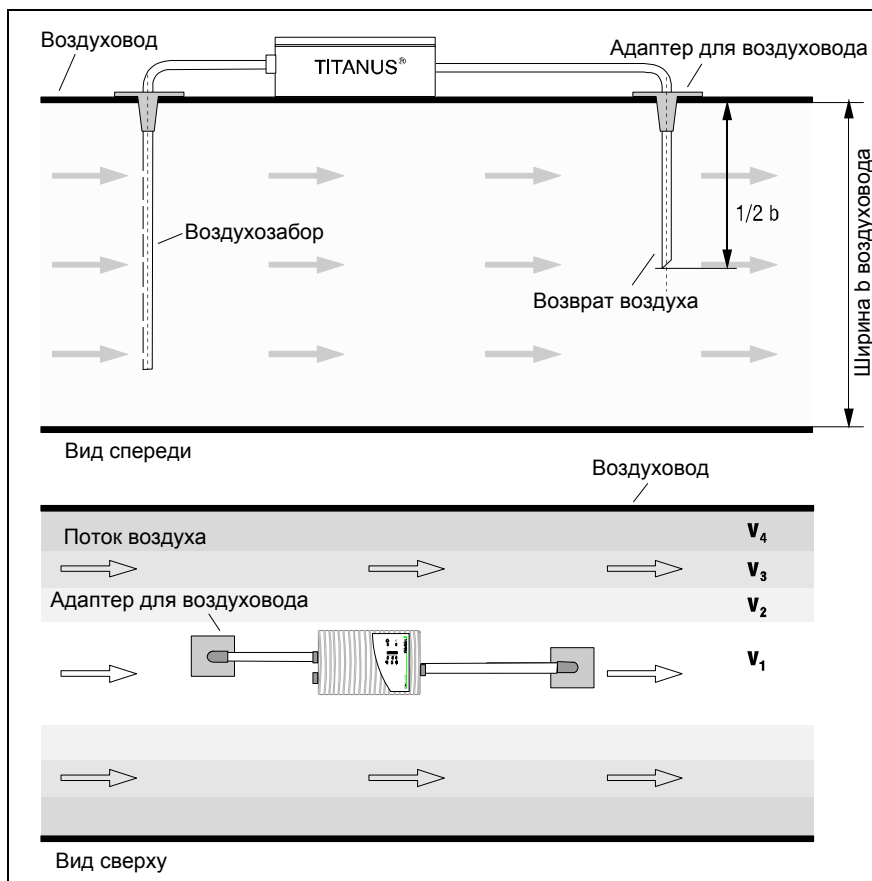 Воздуховод
Адаптер для воздуховода
TITANUS®
Воздухозабор
1/2 b
Возврат воздуха
Ширина b воздуховода
Вид спереди
Воздуховод
Поток воздуха
V4
V3
Адаптер для воздуховода
V2
V1
Вид сверху